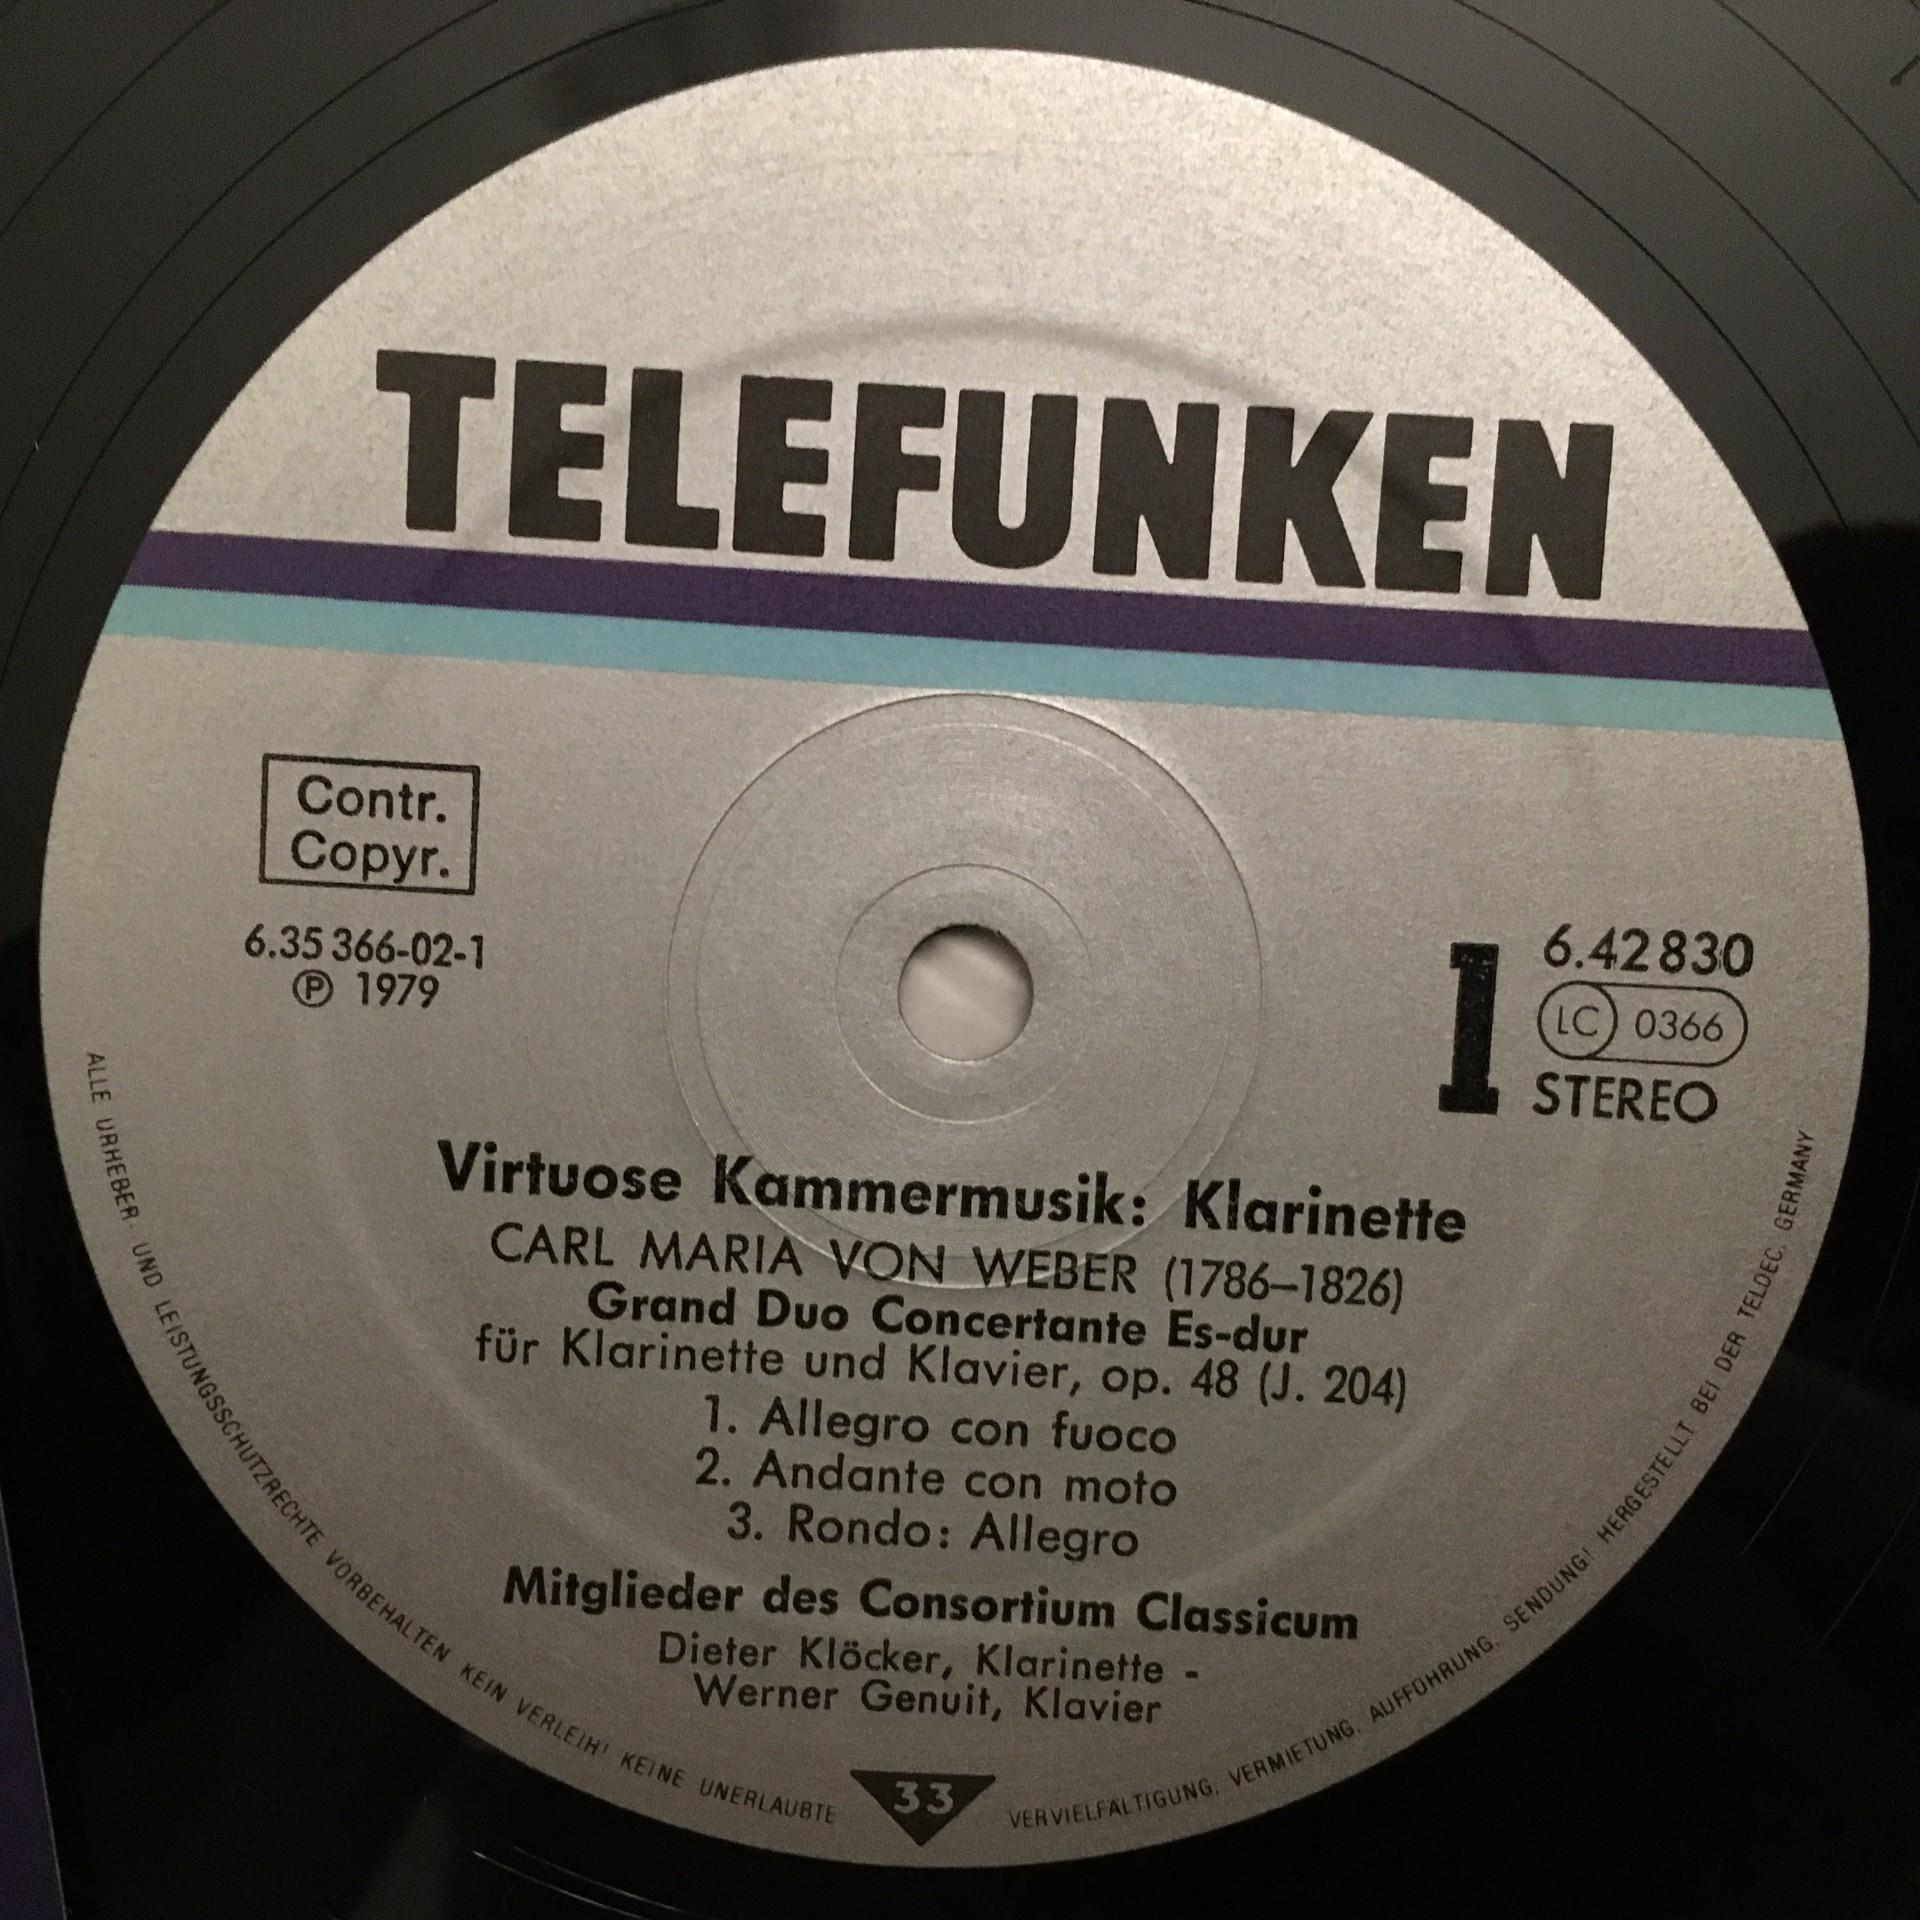 TELEFUNKEN
Contr.
Copyr.
6.35 366-02-1
Ⓟ 1979
1
6.42 830
LC 0366
STEREO
Virtuose Kammermusik: Klarinette
CARL MARIA VON WEBER (1786–1826)
Grand Duo Concertante Es-dur
für Klarinette und Klavier, op. 48 (J. 204)
1. Allegro con fuoco
2. Andante con moto
3. Rondo: Allegro
Mitglieder des Consortium Classicum
Dieter Klöcker, Klarinette -
Werner Genuit, Klavier
33
ALLE URHEBER- UND LEISTUNGSSCHUTZRECHTE VORBEHALTEN KEIN VERLEIH! KEINE UNERLAUBTE VERVIELFÄLTIGUNG, VERMIETUNG, AUFFÜHRUNG, SENDUNG! HERGESTELLT BEI DER TELDEC, GERMANY